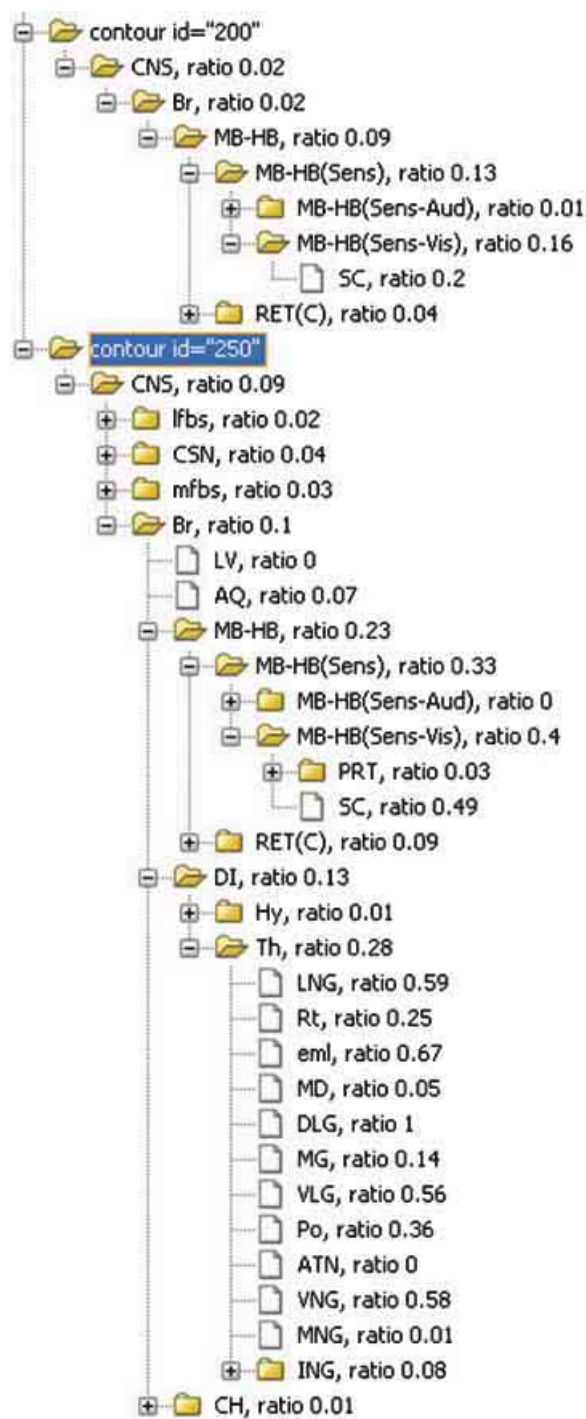 contour id="200"
CNS, ratio 0.02
Br, ratio 0.02
MB-HB, ratio 0.09
MB-HB(Sens), ratio 0.13
MB-HB(Sens-Aud), ratio 0.01
MB-HB(Sens-Vis), ratio 0.16
SC, ratio 0.2
RET(C), ratio 0.04
contour id="250"
CNS, ratio 0.09
lfbs, ratio 0.02
CSN, ratio 0.04
mfbs, ratio 0.03
Br, ratio 0.1
LV, ratio 0
AQ, ratio 0.07
MB-HB, ratio 0.23
MB-HB(Sens), ratio 0.33
MB-HB(Sens-Aud), ratio 0
MB-HB(Sens-Vis), ratio 0.4
PRT, ratio 0.03
SC, ratio 0.49
RET(C), ratio 0.09
DI, ratio 0.13
Hy, ratio 0.01
Th, ratio 0.28
LNG, ratio 0.59
Rt, ratio 0.25
eml, ratio 0.67
MD, ratio 0.05
DLG, ratio 1
MG, ratio 0.14
VLG, ratio 0.56
Po, ratio 0.36
ATN, ratio 0
VNG, ratio 0.58
MNG, ratio 0.01
ING, ratio 0.08
CH, ratio 0.01